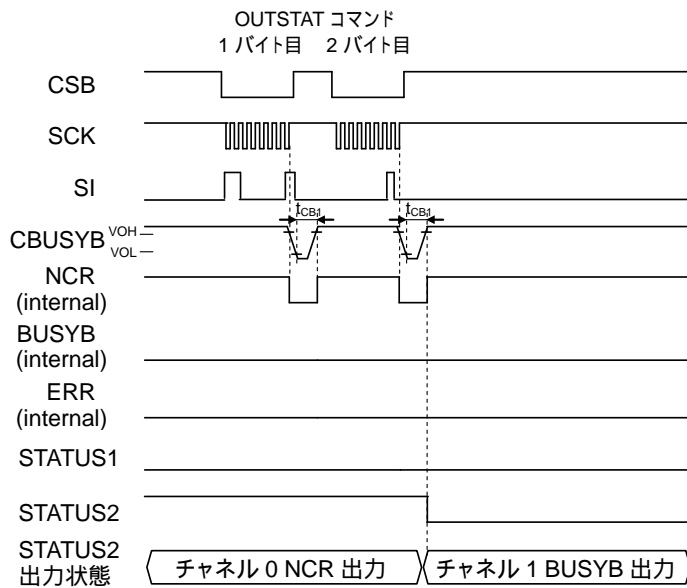 OUTSTAT コマンド
1 バイト目 2 バイト目
CSB
SCK
SI
tCB1 tCB1
CBUSYB VOH
VOL
NCR
(internal)
BUSYB
(internal)
ERR
(internal)
STATUS1
STATUS2
STATUS2
出力状態
チャネル 0 NCR 出力 チャネル 1 BUSYB 出力